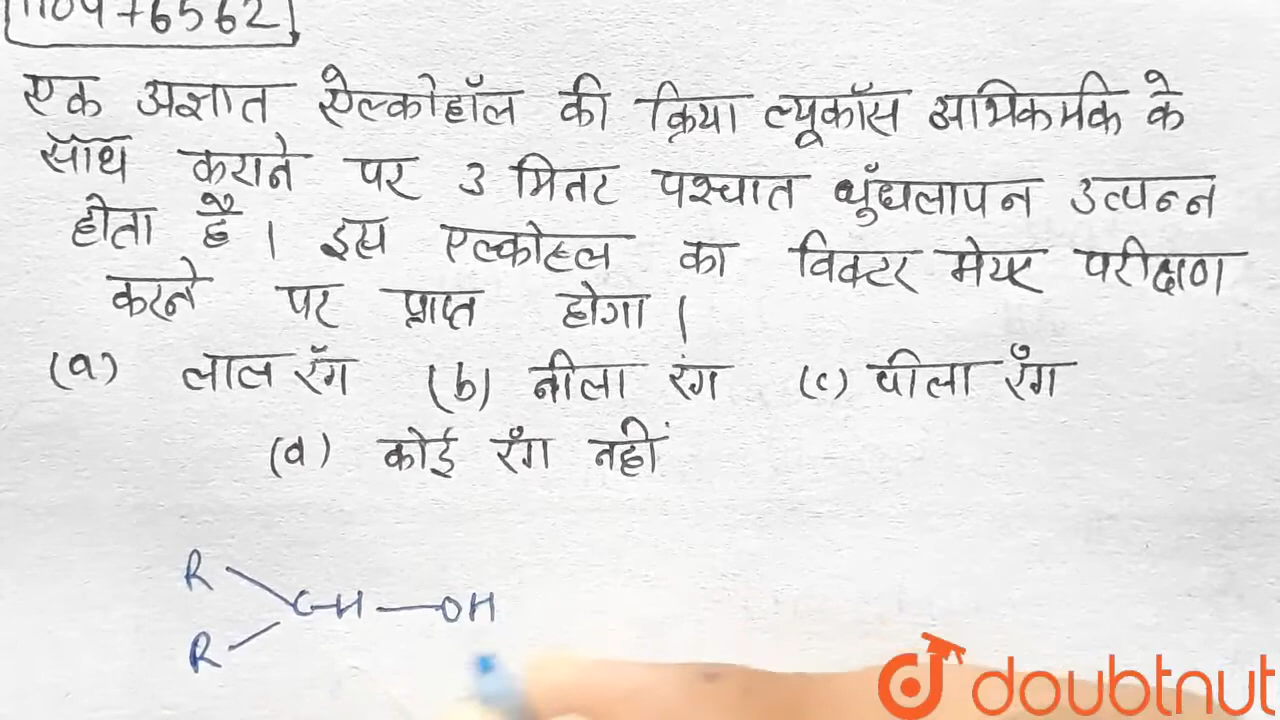 एक अज्ञात ऐल्कोहॉल की क्रिया ल्यूकॉस अभिकर्मक के
साथ कराने पर 3 मिनट पश्चात धुँधलापन उत्पन्न
होता है। इस एल्कोहल का विक्टर मेयर परीक्षण
करने पर प्राप्त होगा।
(a) लाल रँग (b) नीला रंग (c) पीला रँग
(d) कोई रँग नहीं
R
CH — OH
R
doubtnut